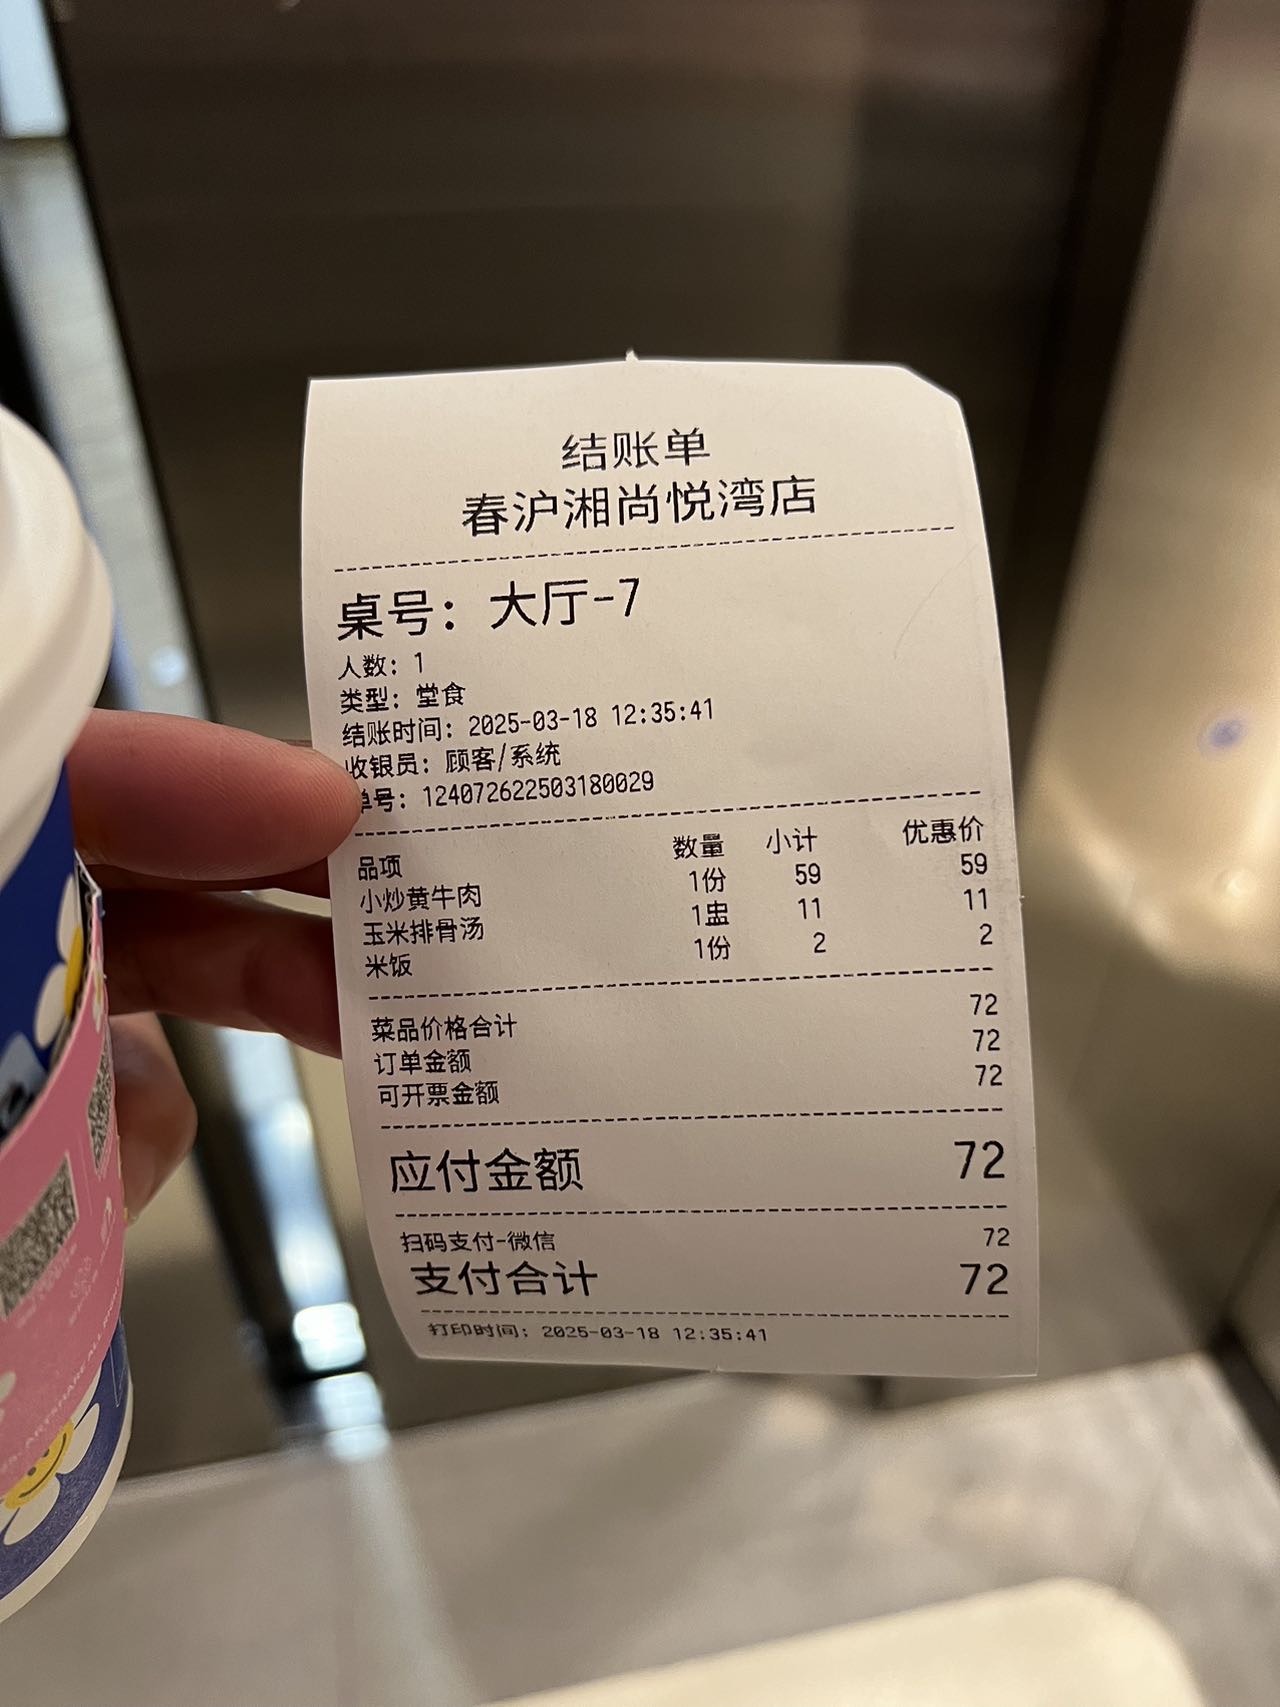 结账单
春沪湘尚悦湾店
桌号：大厅-7
人数：1
类型：堂食
结账时间：2025-03-18 12:35:41
收银员：顾客/系统
单号：124072622503180029
品项 数量 小计 优惠价
小炒黄牛肉 1份 59 59
玉米排骨汤 1盅 11 11
米饭 1份 2 2
菜品价格合计 72
订单金额 72
可开票金额 72
应付金额 72
扫码支付-微信 72
支付合计 72
打印时间：2025-03-18 12:35:41